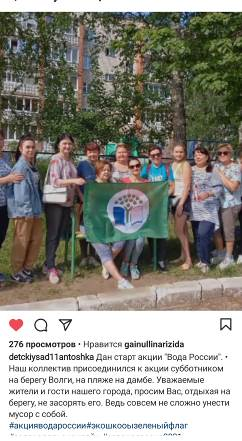 276 просмотров • Нравится gainullinarizida
detckiysad11antoshka Дан старт акции "Вода России". •
Наш коллектив присоединился к акции субботником
на берегу Волги, на пляже на дамбе. Уважаемые
жители и гости нашего города, просим Вас, отдыхая на
берегу, не засорять его. Ведь совсем не сложно унести
мусор с собой.
#акцияводароссии#экошкооызеленыйфлаг